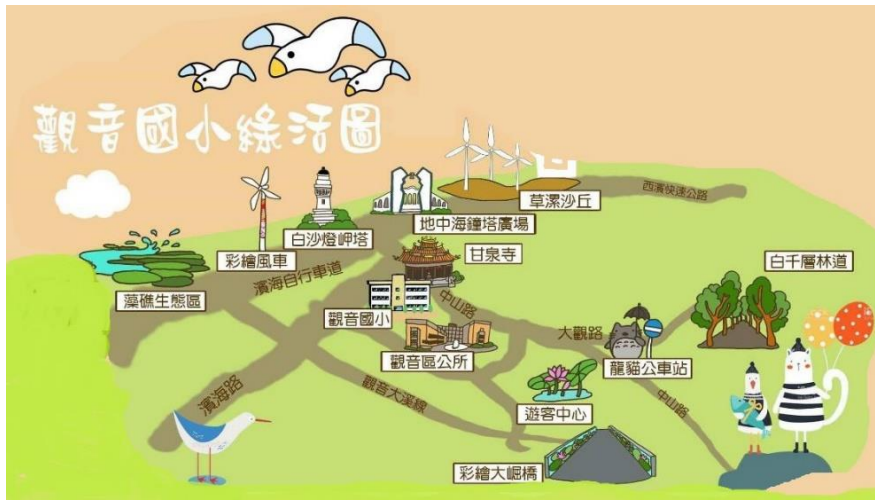 觀音國小綠活圖
草漯沙丘
西濱快速公路
地中海鐘塔廣場
白沙燈岬塔
彩繪風車
甘泉寺
白千層林道
濱海自行車道
藻礁生態區
觀音國小
中山路
大觀路
觀音區公所
龍貓公車站
濱海路
觀音大溪線
遊客中心
中山路
彩繪大崛橋